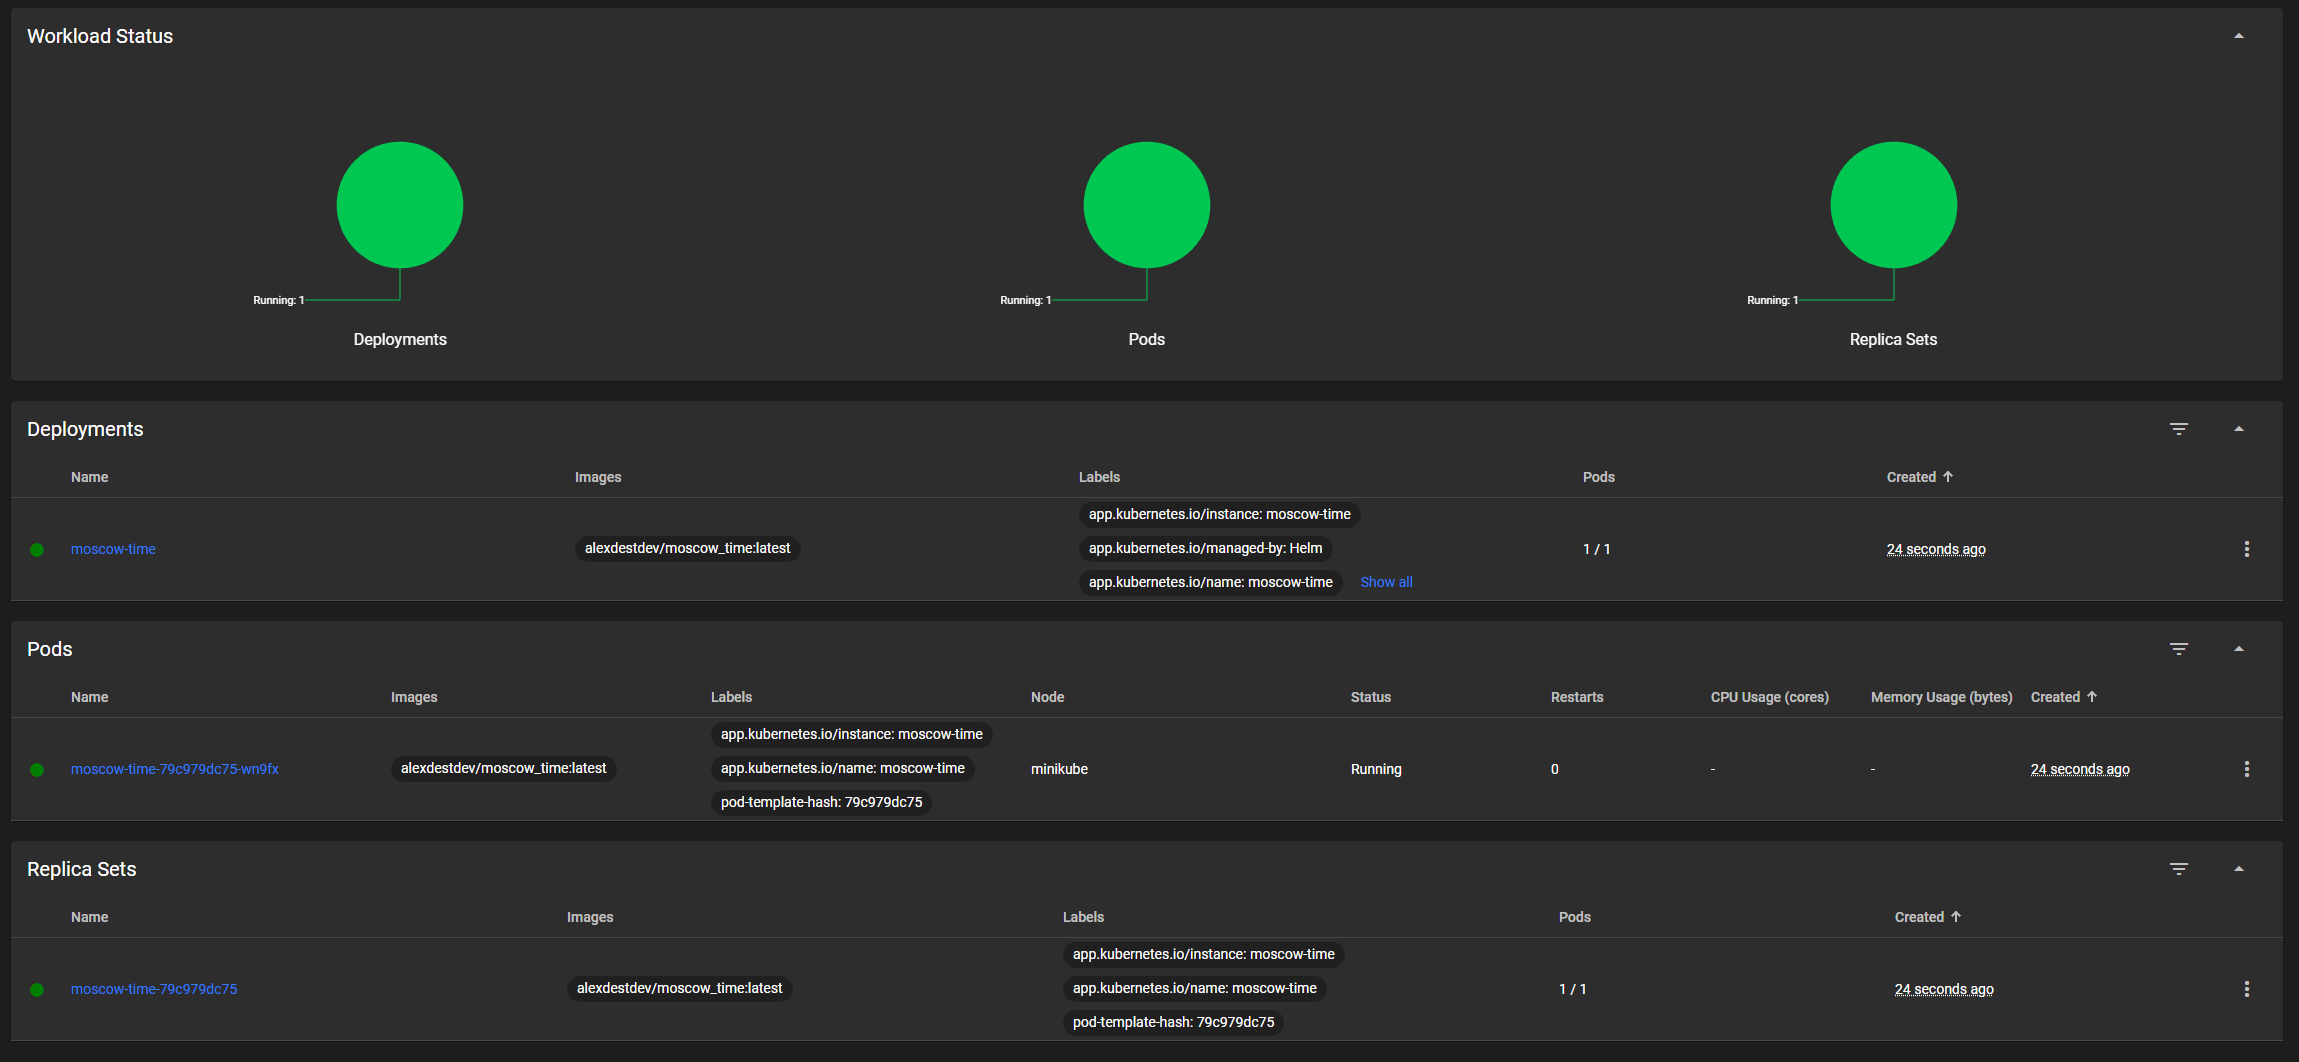 Workload Status
Running: 1
Deployments
Running: 1
Pods
Running: 1
Replica Sets
Deployments
Name Images Labels Pods Created
moscow-time alexdestdev/moscow_time:latest app.kubernetes.io/instance: moscow-time 1 / 1 24 seconds ago
app.kubernetes.io/managed-by: Helm
app.kubernetes.io/name: moscow-time Show all
Pods
Name Images Labels Node Status Restarts CPU Usage (cores) Memory Usage (bytes) Created
moscow-time-79c979dc75-wn9fx alexdestdev/moscow_time:latest app.kubernetes.io/instance: moscow-time minikube Running 0 - - 24 seconds ago
app.kubernetes.io/name: moscow-time
pod-template-hash: 79c979dc75
Replica Sets
Name Images Labels Pods Created
moscow-time-79c979dc75 alexdestdev/moscow_time:latest app.kubernetes.io/instance: moscow-time 1 / 1 24 seconds ago
app.kubernetes.io/name: moscow-time
pod-template-hash: 79c979dc75